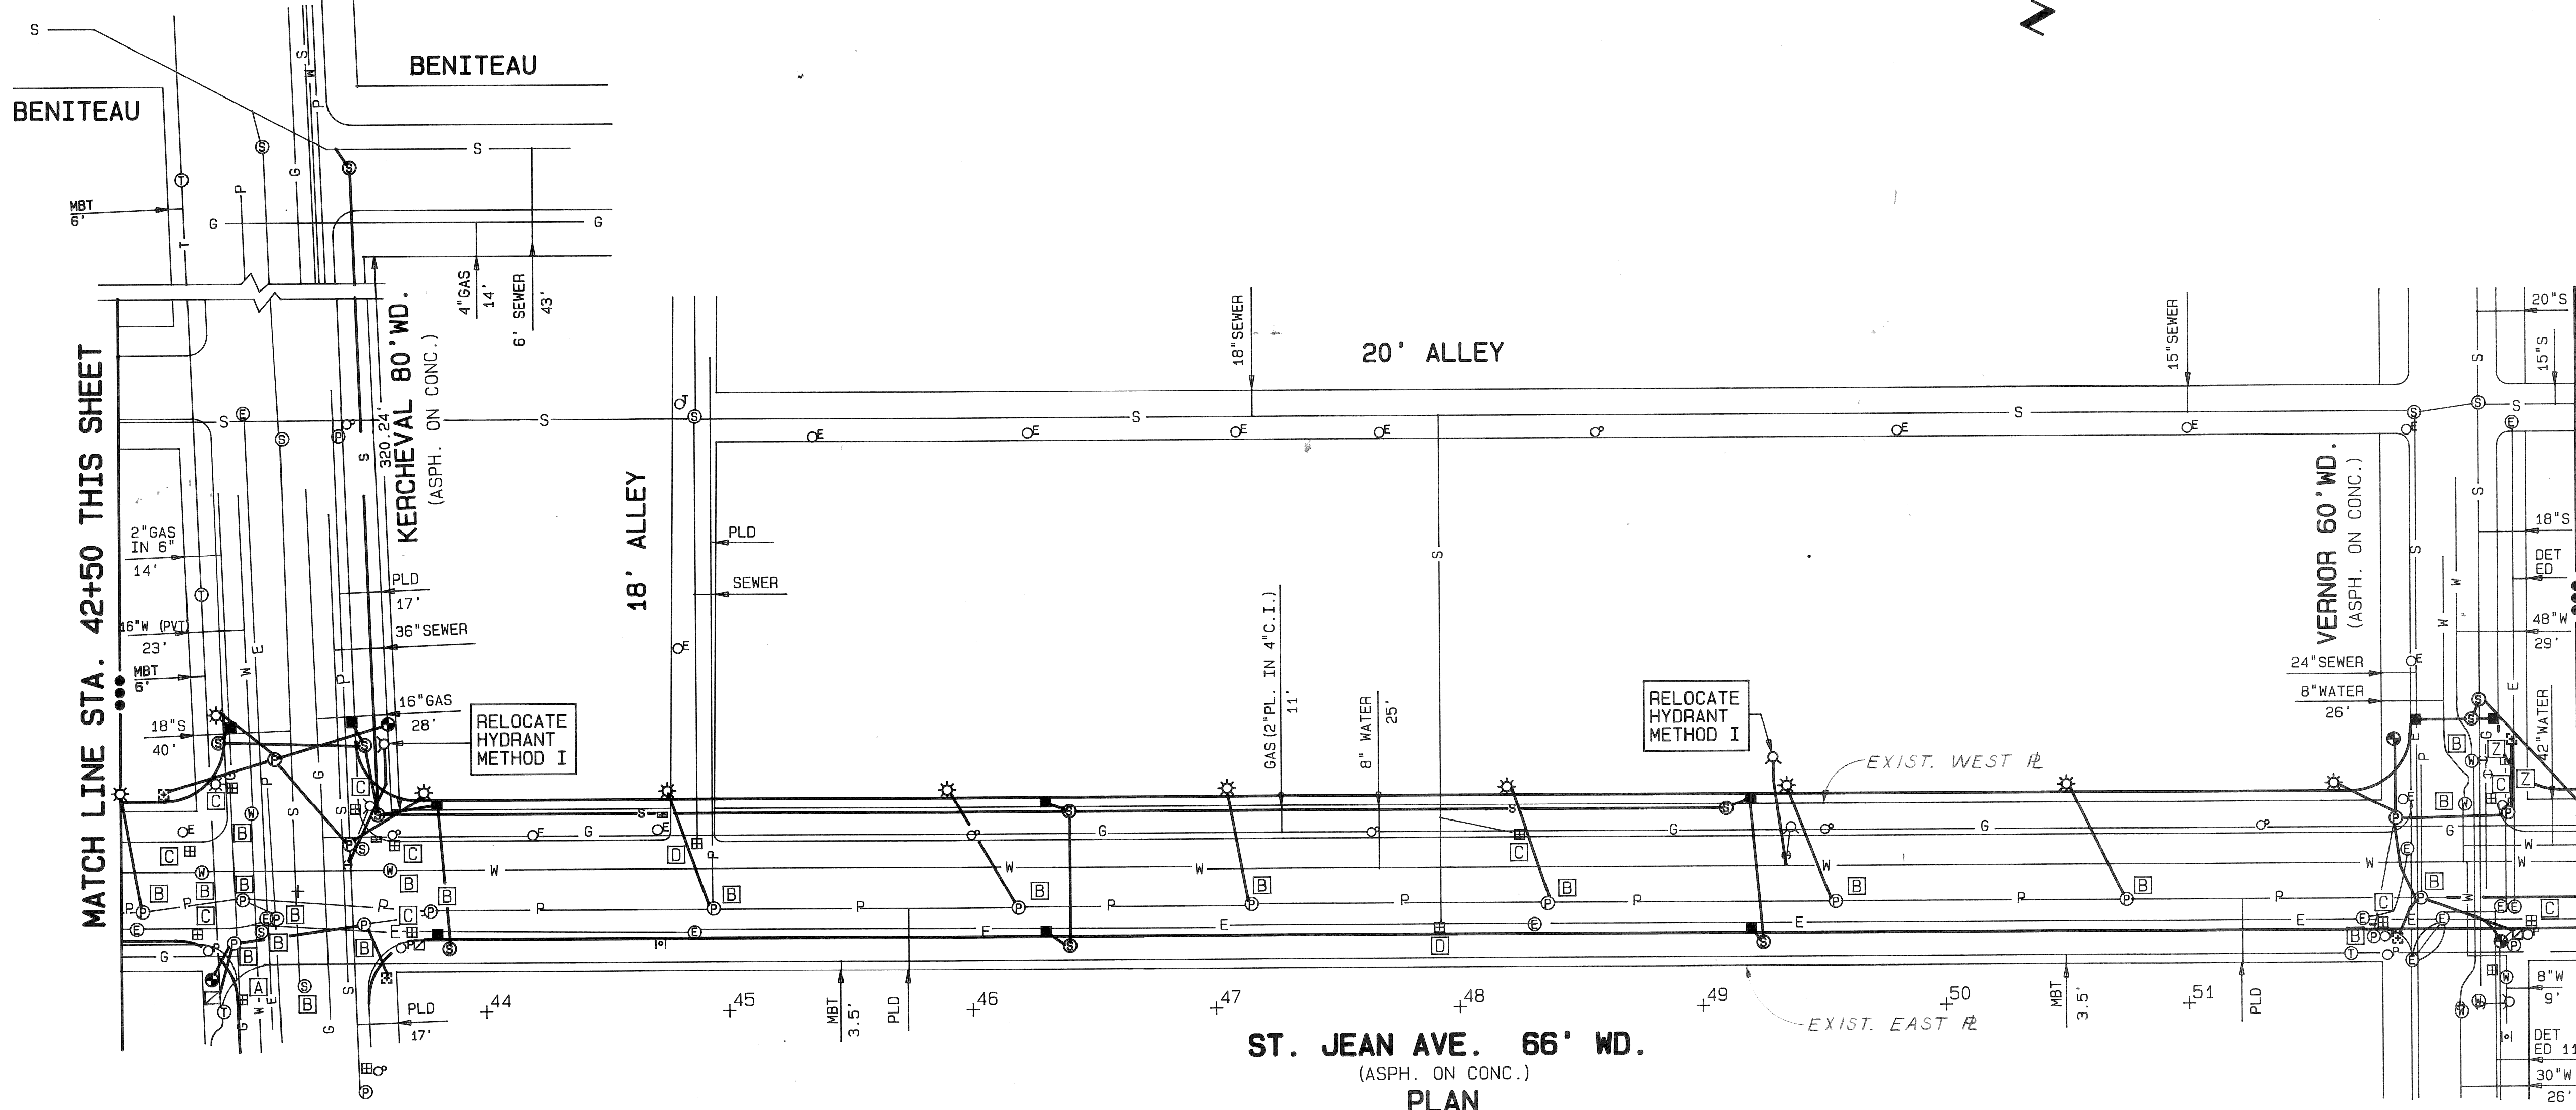 S
BENITEAU
BENITEAU
S
W
P
S
S
T
P
G
MBT
6'
G
G
T
4"GAS
14'
6' SEWER
43'
MATCH LINE STA. 42+50 THIS SHEET
KERCHEVAL 80'WD.
(ASPH. ON CONC.)
320.24'
18"SEWER
20' ALLEY
15"SEWER
20"S
15"S
S
S
S
S
S
18' ALLEY
PLD
SEWER
2"GAS
IN 6"
14'
PLD
17'
36"SEWER
16"W (PVT)
23'
MBT
6'
18"S
40'
16"GAS
28'
RELOCATE
HYDRANT
METHOD I
GAS(2"PL. IN 4"C.I.)
11'
8" WATER
25'
RELOCATE
HYDRANT
METHOD I
EXIST. WEST PL
VERNOR 60'WD.
(ASPH. ON CONC.)
24"SEWER
8"WATER
26'
18"S
DET
ED
48"W
29'
42"WATER
G
G
G
G
G
W
W
W
W
W
P
P
P
P
P
P
P
E
E
E
E
A
B
B
B
C
C
D
B
B
B
C
B
B
B
D
C
Z
Z
PLD
17'
MBT
3.5'
PLD
MBT
3.5'
PLD
44
45
46
47
48
49
50
51
EXIST. EAST PL
8"W
9'
DET
ED 11
30"W
26'
ST. JEAN AVE. 66' WD.
(ASPH. ON CONC.)
PLAN